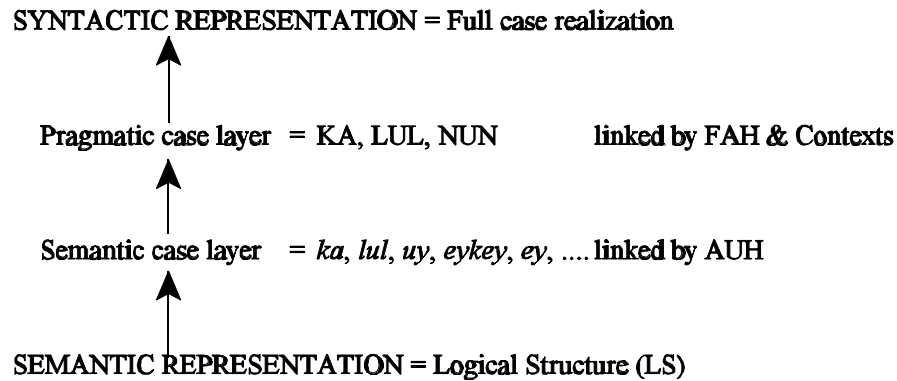 SYNTACTIC REPRESENTATION = Full case realization
Pragmatic case layer = KA, LUL, NUN linked by FAH & Contexts
Semantic case layer = ka, lul, uy, eykey, ey, .... linked by AUH
SEMANTIC REPRESENTATION = Logical Structure (LS)